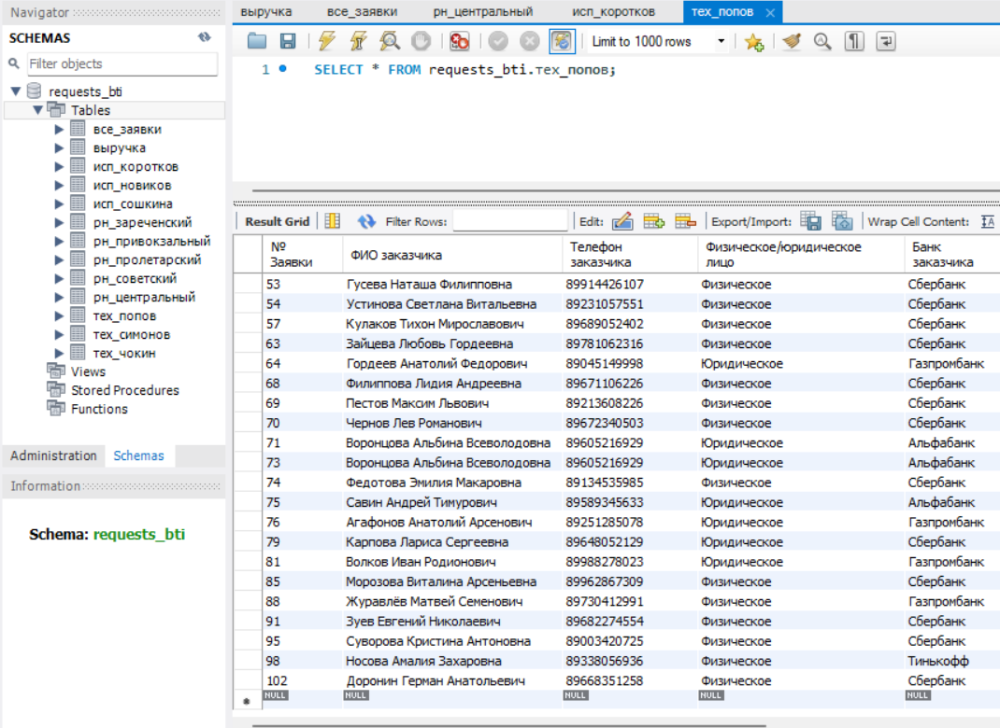 Navigator
SCHEMAS
Filter objects
requests_bti
Tables
все_заявки
выручка
исп_коротков
исп_новиков
исп_сошкина
рн_зареченский
рн_привокзальный
рн_пролетарский
рн_советский
рн_центральный
тех_попов
тех_симонов
тех_чокин
Views
Stored Procedures
Functions
Administration Schemas
Information
Schema: requests_bti
выручка все_заявки рн_центральный исп_коротков тех_попов
Limit to 1000 rows
1 SELECT * FROM requests_bti.тех_попов;
Result Grid Filter Rows: Edit: Export/Import: Wrap Cell Content:
№ Заявки ФИО заказчика Телефон заказчика Физическое/юридическое лицо Банк заказчика
53 Гусева Наташа Филипповна 89914426107 Физическое Сбербанк
54 Устинова Светлана Витальевна 89231057551 Физическое Сбербанк
57 Кулаков Тихон Мирославович 89689052402 Физическое Сбербанк
63 Зайцева Любовь Гордеевна 89781062316 Физическое Сбербанк
64 Гордеев Анатолий Федорович 89045149998 Юридическое Газпромбанк
68 Филиппова Лидия Андреевна 89671106226 Физическое Сбербанк
69 Пестов Максим Львович 89213608226 Физическое Сбербанк
70 Чернов Лев Романович 89672340503 Физическое Сбербанк
71 Воронцова Альбина Всеволодовна 89605216929 Юридическое Альфабанк
73 Воронцова Альбина Всеволодовна 89605216929 Юридическое Альфабанк
74 Федотова Эмилия Макаровна 89134535985 Физическое Сбербанк
75 Савин Андрей Тимурович 89589345633 Юридическое Альфабанк
76 Агафонов Анатолий Арсенович 89251285078 Юридическое Газпромбанк
79 Карпова Лариса Сергеевна 89648052129 Юридическое Сбербанк
81 Волков Иван Родионович 89988278023 Юридическое Газпромбанк
85 Морозова Виталина Арсеньевна 89962867309 Физическое Сбербанк
88 Журавлёв Матвей Семенович 89730412991 Физическое Газпромбанк
91 Зуев Евгений Николаевич 89682274554 Физическое Сбербанк
95 Суворова Кристина Антоновна 89003420725 Физическое Сбербанк
98 Носова Амалия Захаровна 89338056936 Физическое Тинькофф
102 Доронин Герман Анатольевич 89668351258 Физическое Сбербанк
NULL NULL NULL NULL NULL